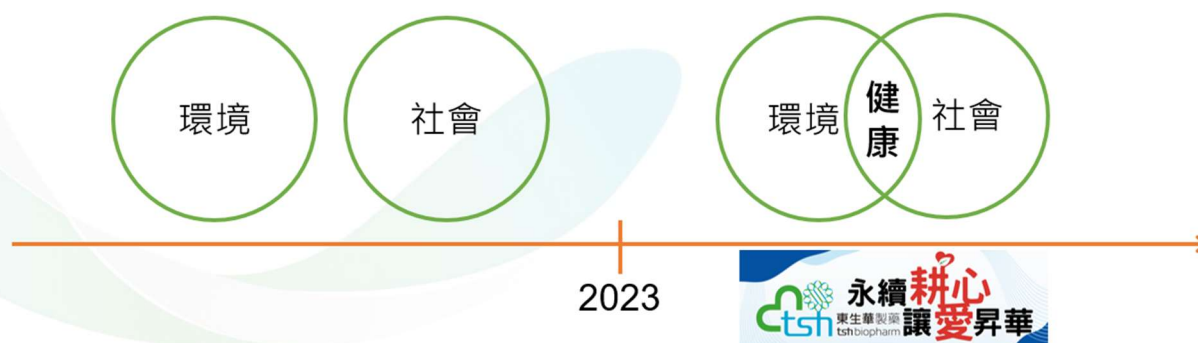 環境
社會
環境
健康
社會
2023
tsh
東生華製藥
tsh biopharm
永續耕心
讓愛昇華